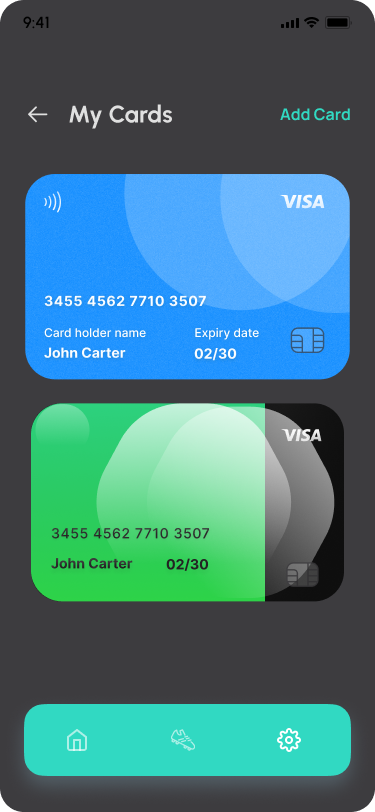 9:41
My Cards
Add Card
VISA
3455 4562 7710 3507
Card holder name Expiry date
John Carter 02/30
VISA
3455 4562 7710 3507
John Carter 02/30